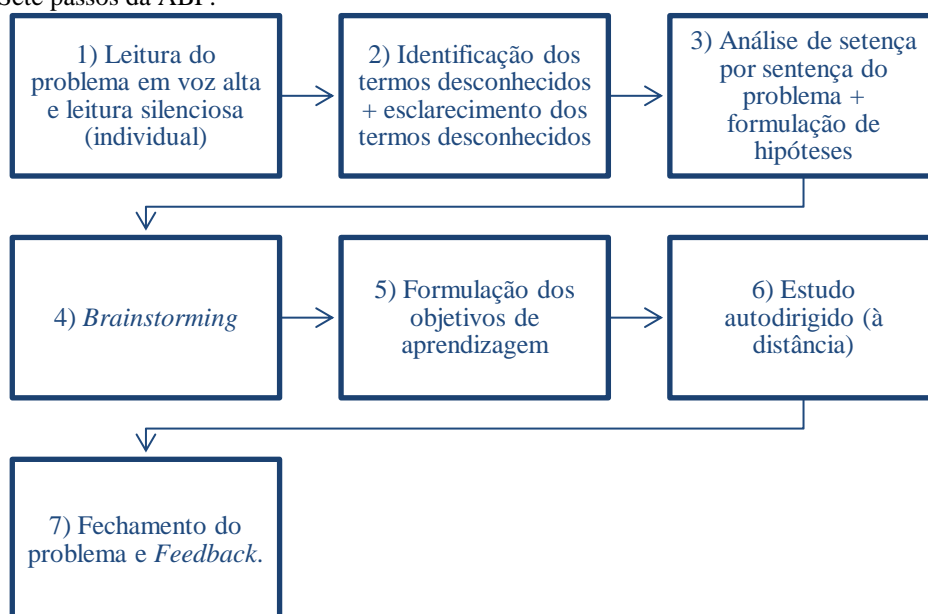 Sete passos da ABP:
1) Leitura do
problema em voz alta
e leitura silenciosa
(individual)
2) Identificação dos
termos desconhecidos
+ esclarecimento dos
termos desconhecidos
3) Análise de setença
por sentença do
problema +
formulação de
hipóteses
4) Brainstorming
5) Formulação dos
objetivos de
aprendizagem
6) Estudo
autodirigido (à
distância)
7) Fechamento do
problema e Feedback.